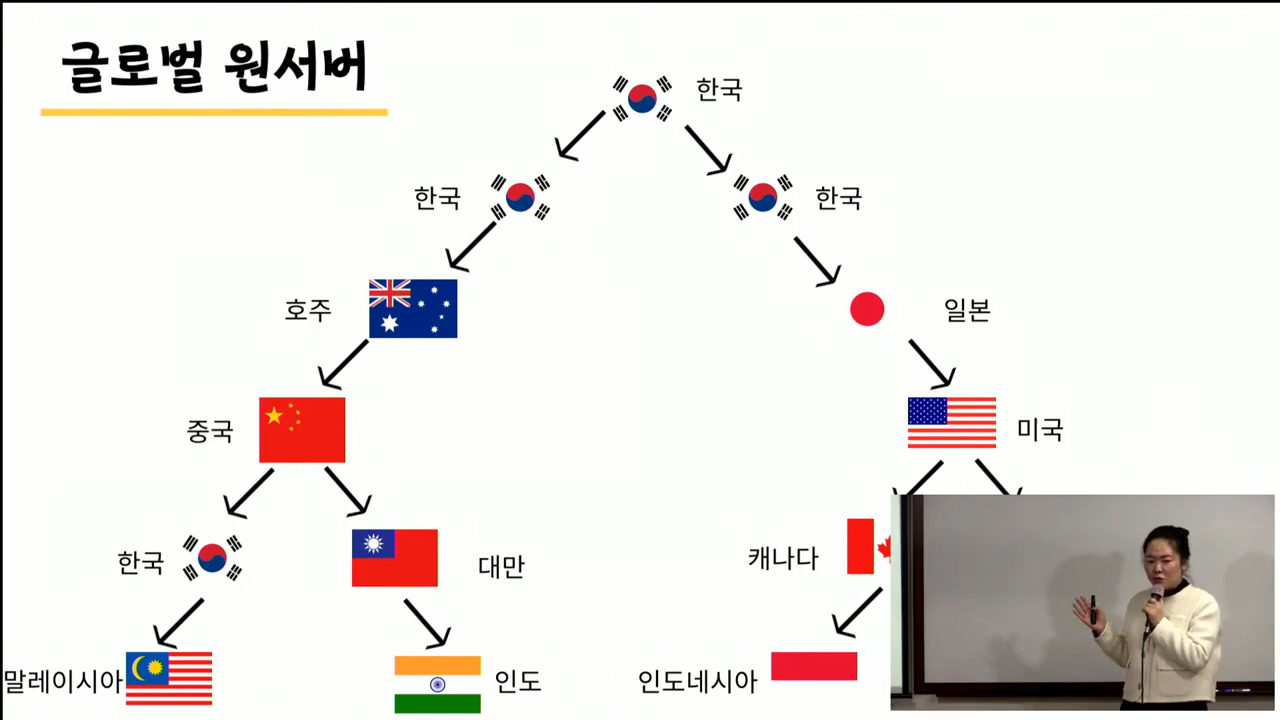 글로벌 원서버
한국
한국
한국
호주
일본
중국
미국
한국
대만
캐나다
말레이시아
인도
인도네시아